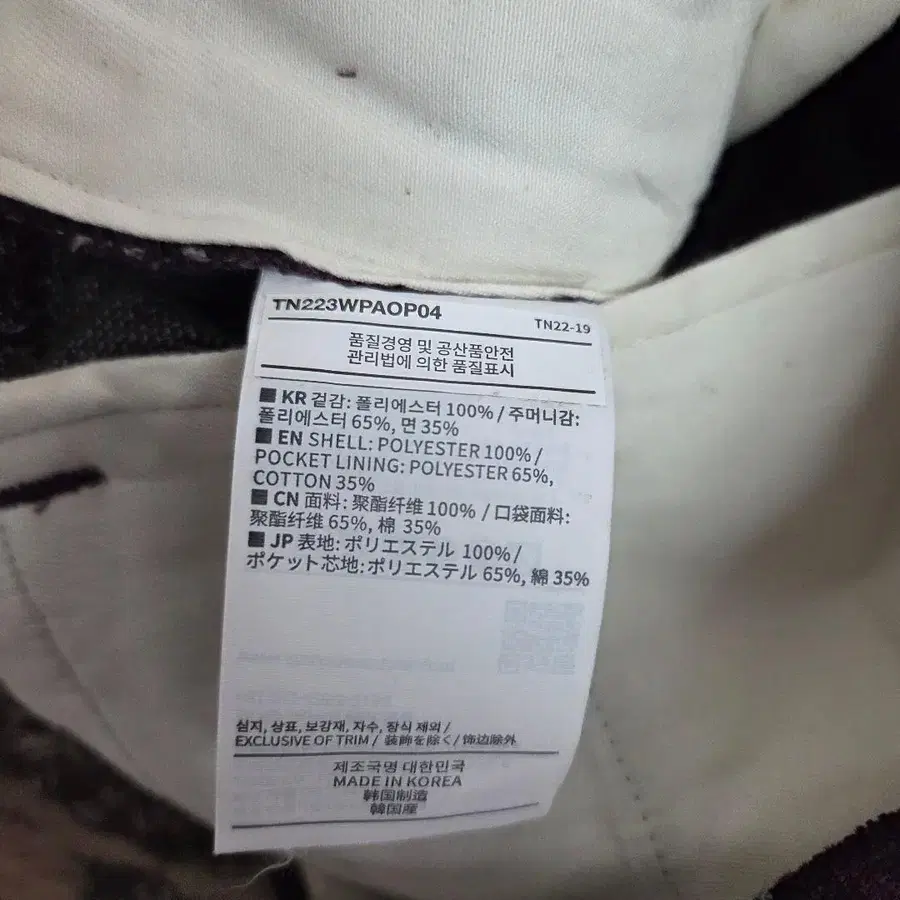 TN223WPAOP04
TN22-19
품질경영 및 공산품안전
관리법에 의한 품질표시
■ KR 겉감: 폴리에스터 100% / 주머니감:
폴리에스터 65%, 면 35%
■ EN SHELL: POLYESTER 100% /
POCKET LINING: POLYESTER 65%,
COTTON 35%
■ CN 面料: 聚酯纤维 100% / 口袋面料:
聚酯纤维 65%, 棉 35%
■ JP 表地: ポリエステル 100% /
ポケット芯地: ポリエステル 65%, 綿 35%
심지, 상표, 보강재, 자수, 장식 제외 /
EXCLUSIVE OF TRIM / 装飾を除く / 饰边除外
제조국명 대한민국
MADE IN KOREA
韩国制造
韓国産